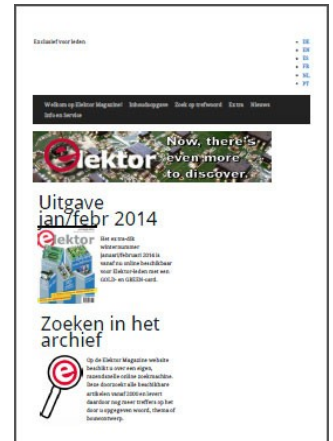 Exclusief voor leden
DE
EN
ES
FR
NL
PT
Welkom op Elektor Magazine! Inhoudsopgave Zoek op trefwoord Extra Nieuws
Info en Service
elektor
Now, there's
even more
to discover.
Uitgave
jan/febr 2014
elektor
Het extra-dik
winternummer
januari/februari 2014 is
vanaf nu online beschikbaar
voor Elektor-leden met een
GOLD- en GREEN-card.
Zoeken in het
archief
Op de Elektor Magazine website
beschikt u over een eigen,
razendsnelle online zoekmachine.
Deze doorzoekt alle beschikbare
artikelen vanaf 2000 en levert
daardoor nog meer treffers op het
door u opgegeven woord, thema of
bouwontwerp.